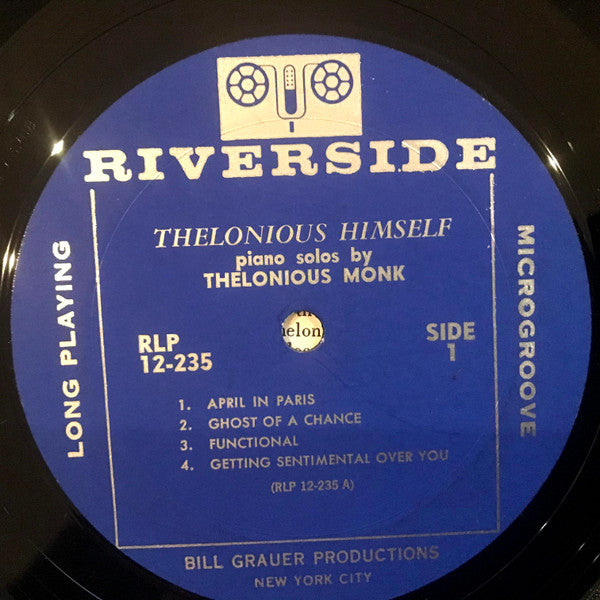 RIVERSIDE
THELONIOUS HIMSELF
piano solos by
THELONIOUS MONK
LONG PLAYING
MICROGROOVE
RLP
12-235
SIDE
1
1. APRIL IN PARIS
2. GHOST OF A CHANCE
3. FUNCTIONAL
4. GETTING SENTIMENTAL OVER YOU
(RLP 12-235 A)
BILL GRAUER PRODUCTIONS
NEW YORK CITY